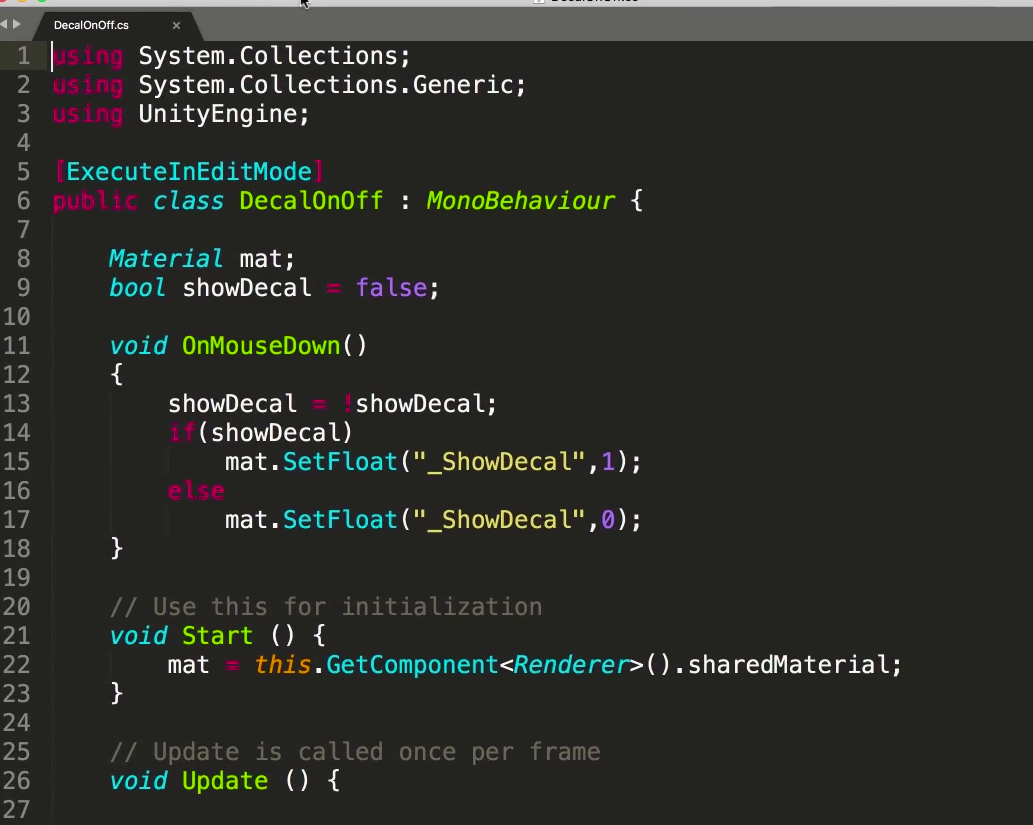 DecalOnOff.cs
1 using System.Collections;
2 using System.Collections.Generic;
3 using UnityEngine;
4
5 [ExecuteInEditMode]
6 public class DecalOnOff : MonoBehaviour {
7
8 Material mat;
9 bool showDecal = false;
10
11 void OnMouseDown()
12 {
13 showDecal = !showDecal;
14 if(showDecal)
15 mat.SetFloat("_ShowDecal",1);
16 else
17 mat.SetFloat("_ShowDecal",0);
18 }
19
20 // Use this for initialization
21 void Start () {
22 mat = this.GetComponent<Renderer>().sharedMaterial;
23 }
24
25 // Update is called once per frame
26 void Update () {
27